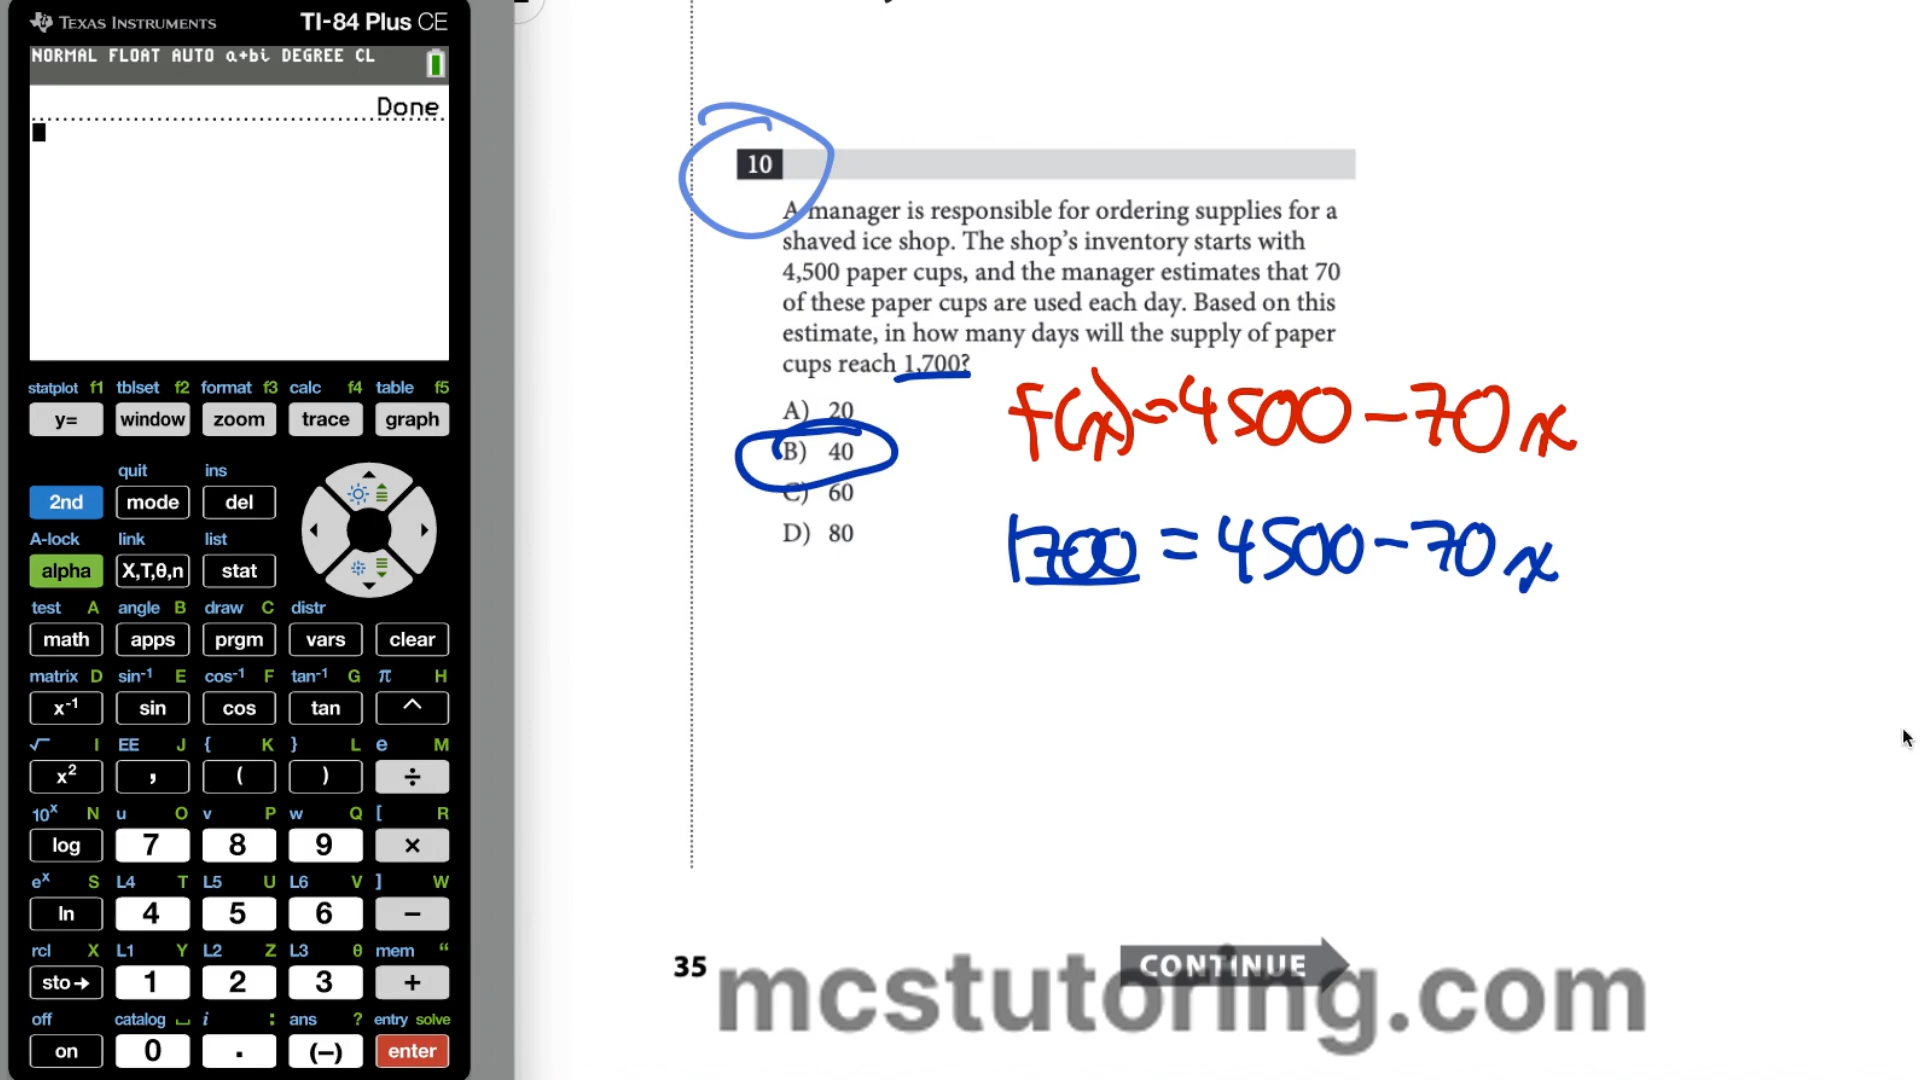 TEXAS INSTRUMENTS TI-84 Plus CE
NORMAL FLOAT AUTO a+bi DEGREE CL
Done
statplot f1 tblset f2 format f3 calc f4 table f5
y= window zoom trace graph
quit ins
2nd mode del
A-lock link list
alpha X,T,θ,n stat
test A angle B draw C distr
math apps prgm vars clear
matrix D sin⁻¹ E cos⁻¹ F tan⁻¹ G π H
x⁻¹ sin cos tan ^
√ I EE J { K } L e M
x² , ( ) ÷
10ˣ N u O v P w Q [ R
log 7 8 9 ×
eˣ S L4 T L5 U L6 V ] W
ln 4 5 6 −
rcl X L1 Y L2 Z L3 θ mem "
sto→ 1 2 3 +
off catalog ⎵ i : ans ? entry solve
on 0 . (−) enter
10
A manager is responsible for ordering supplies for a
shaved ice shop. The shop's inventory starts with
4,500 paper cups, and the manager estimates that 70
of these paper cups are used each day. Based on this
estimate, in how many days will the supply of paper
cups reach 1,700?
A) 20
B) 40
C) 60
D) 80
f(x)=4500-70x
1700 = 4500-70x
35
CONTINUE
mcstutoring.com